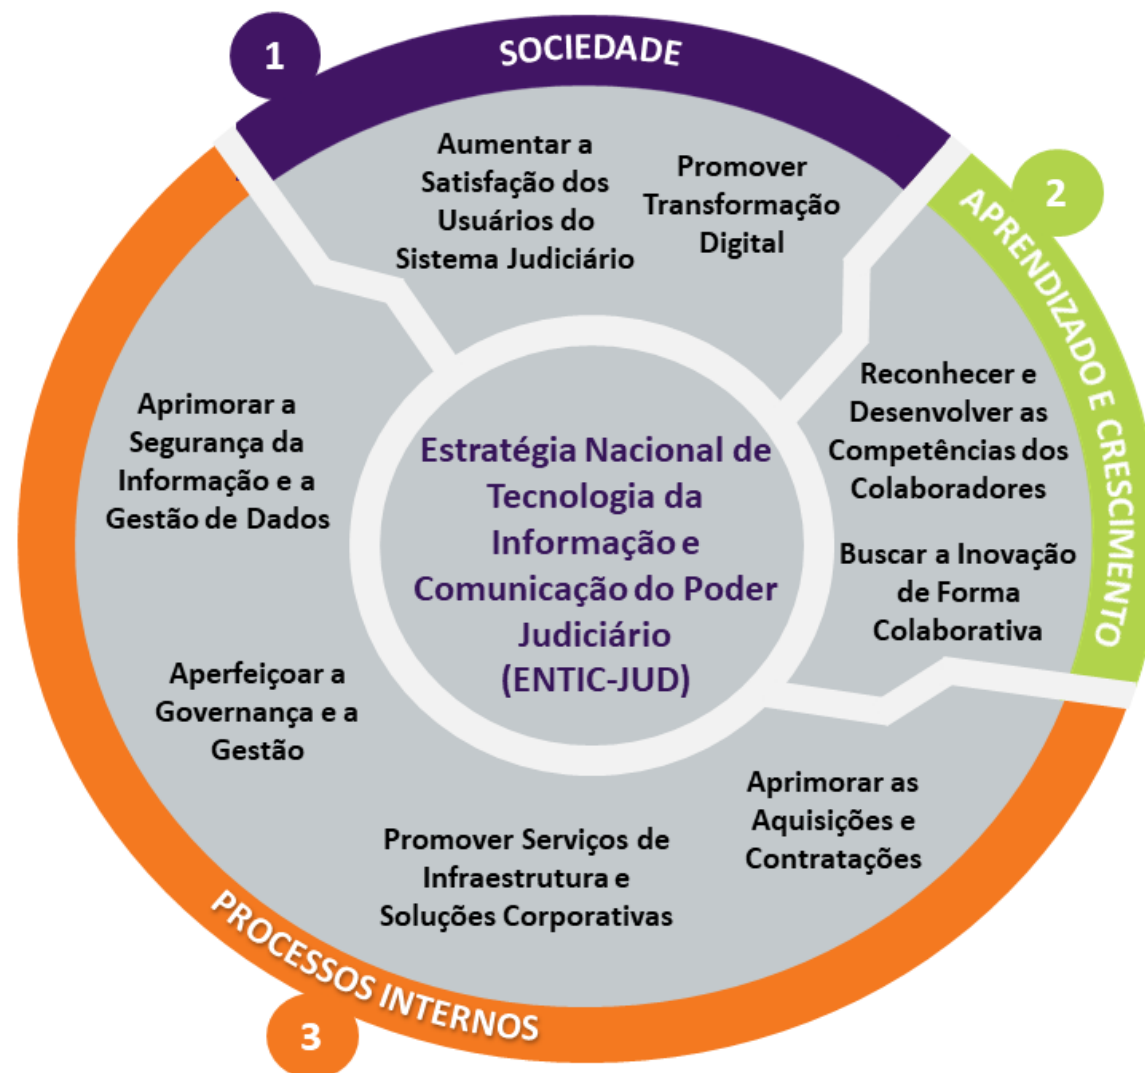 1
SOCIEDADE
Aumentar a
Satisfação dos
Usuários do
Sistema Judiciário
Promover
Transformação
Digital
2
APRENDIZADO E CRESCIMENTO
Reconhecer e
Desenvolver as
Competências dos
Colaboradores
Buscar a Inovação
de Forma
Colaborativa
Estratégia Nacional de
Tecnologia da
Informação e
Comunicação do Poder
Judiciário
(ENTIC-JUD)
Aprimorar a
Segurança da
Informação e a
Gestão de Dados
Aperfeiçoar a
Governança e a
Gestão
Promover Serviços de
Infraestrutura e
Soluções Corporativas
Aprimorar as
Aquisições e
Contratações
PROCESSOS INTERNOS
3